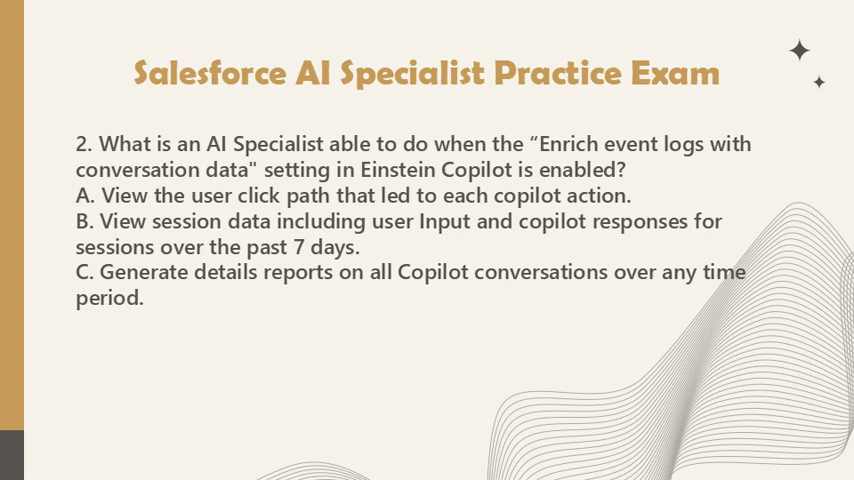 Salesforce AI Specialist Practice Exam
2. What is an AI Specialist able to do when the “Enrich event logs with
conversation data" setting in Einstein Copilot is enabled?
A. View the user click path that led to each copilot action.
B. View session data including user Input and copilot responses for
sessions over the past 7 days.
C. Generate details reports on all Copilot conversations over any time
period.